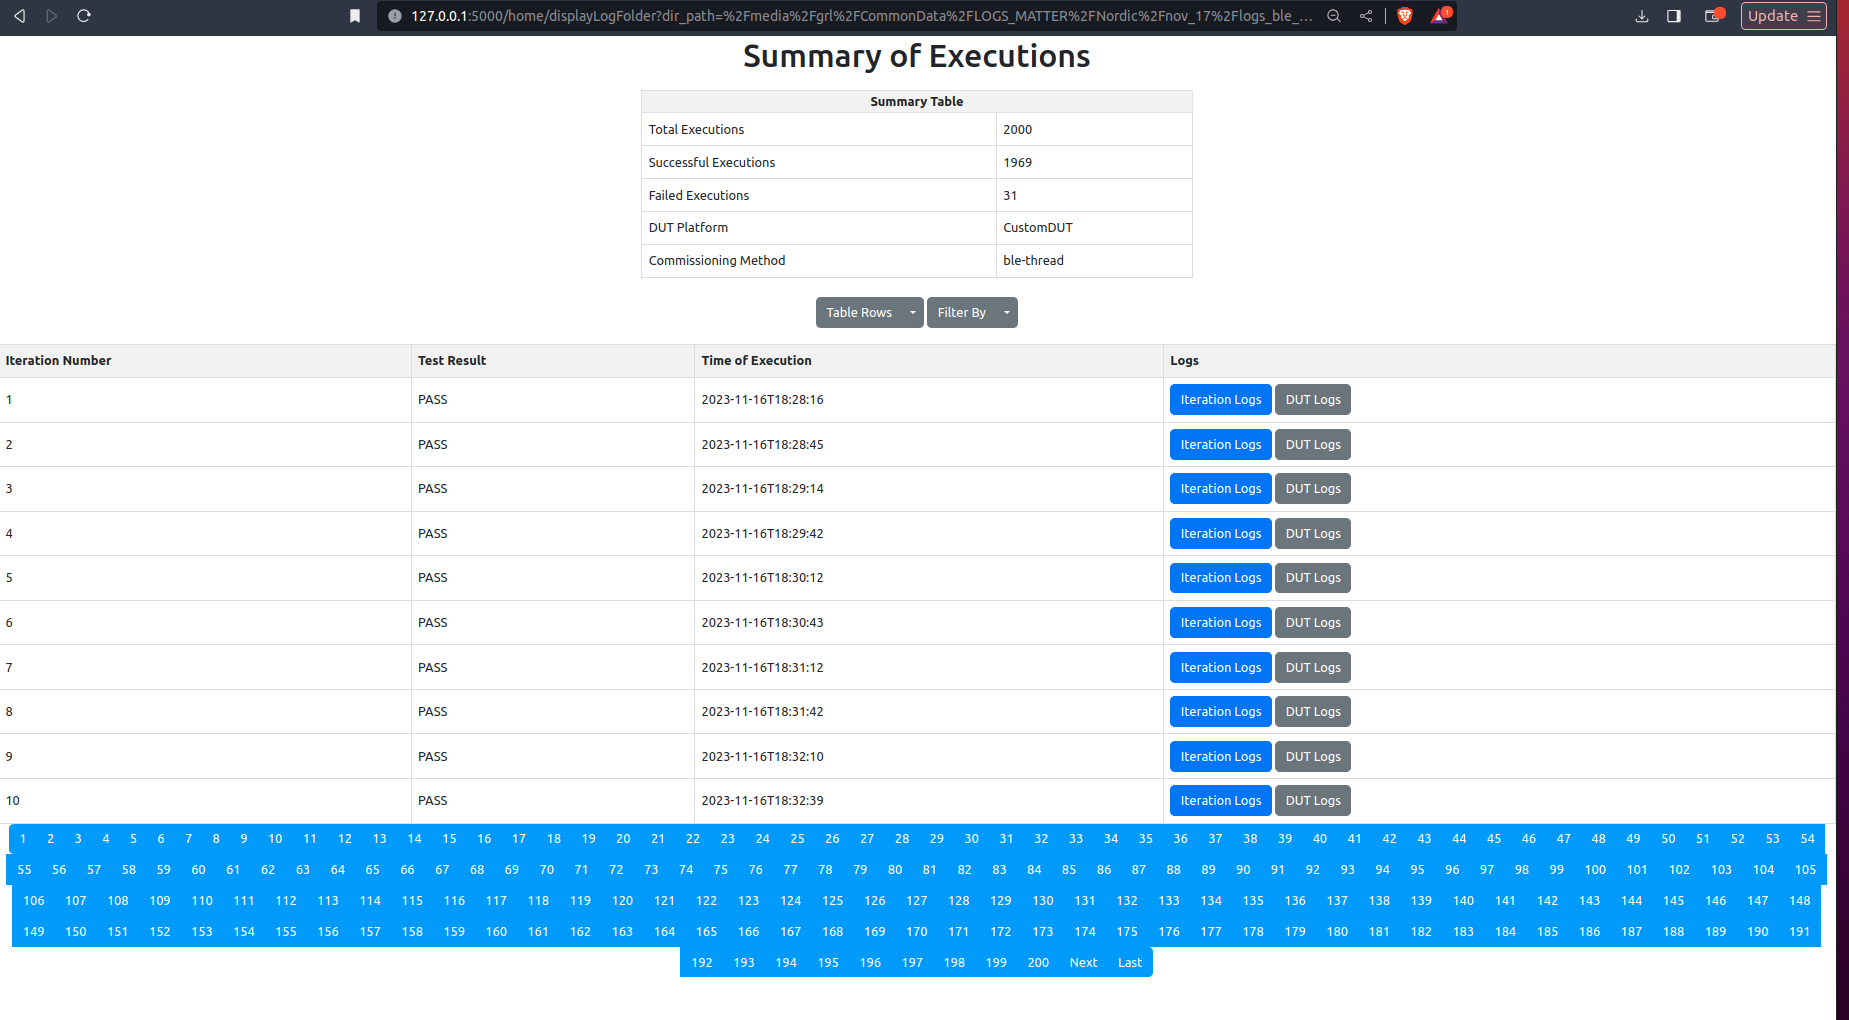 127.0.0.1:5000/home/displayLogFolder?dir_path=%2Fmedia%2Fgrl%2FCommonData%2FLOGS_MATTER%2FNordic%2Fnov_17%2Flogs_ble_...
1
Update
Summary of Executions
Summary Table
Total Executions 2000
Successful Executions 1969
Failed Executions 31
DUT Platform CustomDUT
Commissioning Method ble-thread
Table Rows Filter By
Iteration Number Test Result Time of Execution Logs
1 PASS 2023-11-16T18:28:16 Iteration Logs DUT Logs
2 PASS 2023-11-16T18:28:45 Iteration Logs DUT Logs
3 PASS 2023-11-16T18:29:14 Iteration Logs DUT Logs
4 PASS 2023-11-16T18:29:42 Iteration Logs DUT Logs
5 PASS 2023-11-16T18:30:12 Iteration Logs DUT Logs
6 PASS 2023-11-16T18:30:43 Iteration Logs DUT Logs
7 PASS 2023-11-16T18:31:12 Iteration Logs DUT Logs
8 PASS 2023-11-16T18:31:42 Iteration Logs DUT Logs
9 PASS 2023-11-16T18:32:10 Iteration Logs DUT Logs
10 PASS 2023-11-16T18:32:39 Iteration Logs DUT Logs
1 2 3 4 5 6 7 8 9 10 11 12 13 14 15 16 17 18 19 20 21 22 23 24 25 26 27 28 29 30 31 32 33 34 35 36 37 38 39 40 41 42 43 44 45 46 47 48 49 50 51 52 53 54
55 56 57 58 59 60 61 62 63 64 65 66 67 68 69 70 71 72 73 74 75 76 77 78 79 80 81 82 83 84 85 86 87 88 89 90 91 92 93 94 95 96 97 98 99 100 101 102 103 104 105
106 107 108 109 110 111 112 113 114 115 116 117 118 119 120 121 122 123 124 125 126 127 128 129 130 131 132 133 134 135 136 137 138 139 140 141 142 143 144 145 146 147 148
149 150 151 152 153 154 155 156 157 158 159 160 161 162 163 164 165 166 167 168 169 170 171 172 173 174 175 176 177 178 179 180 181 182 183 184 185 186 187 188 189 190 191
192 193 194 195 196 197 198 199 200 Next Last